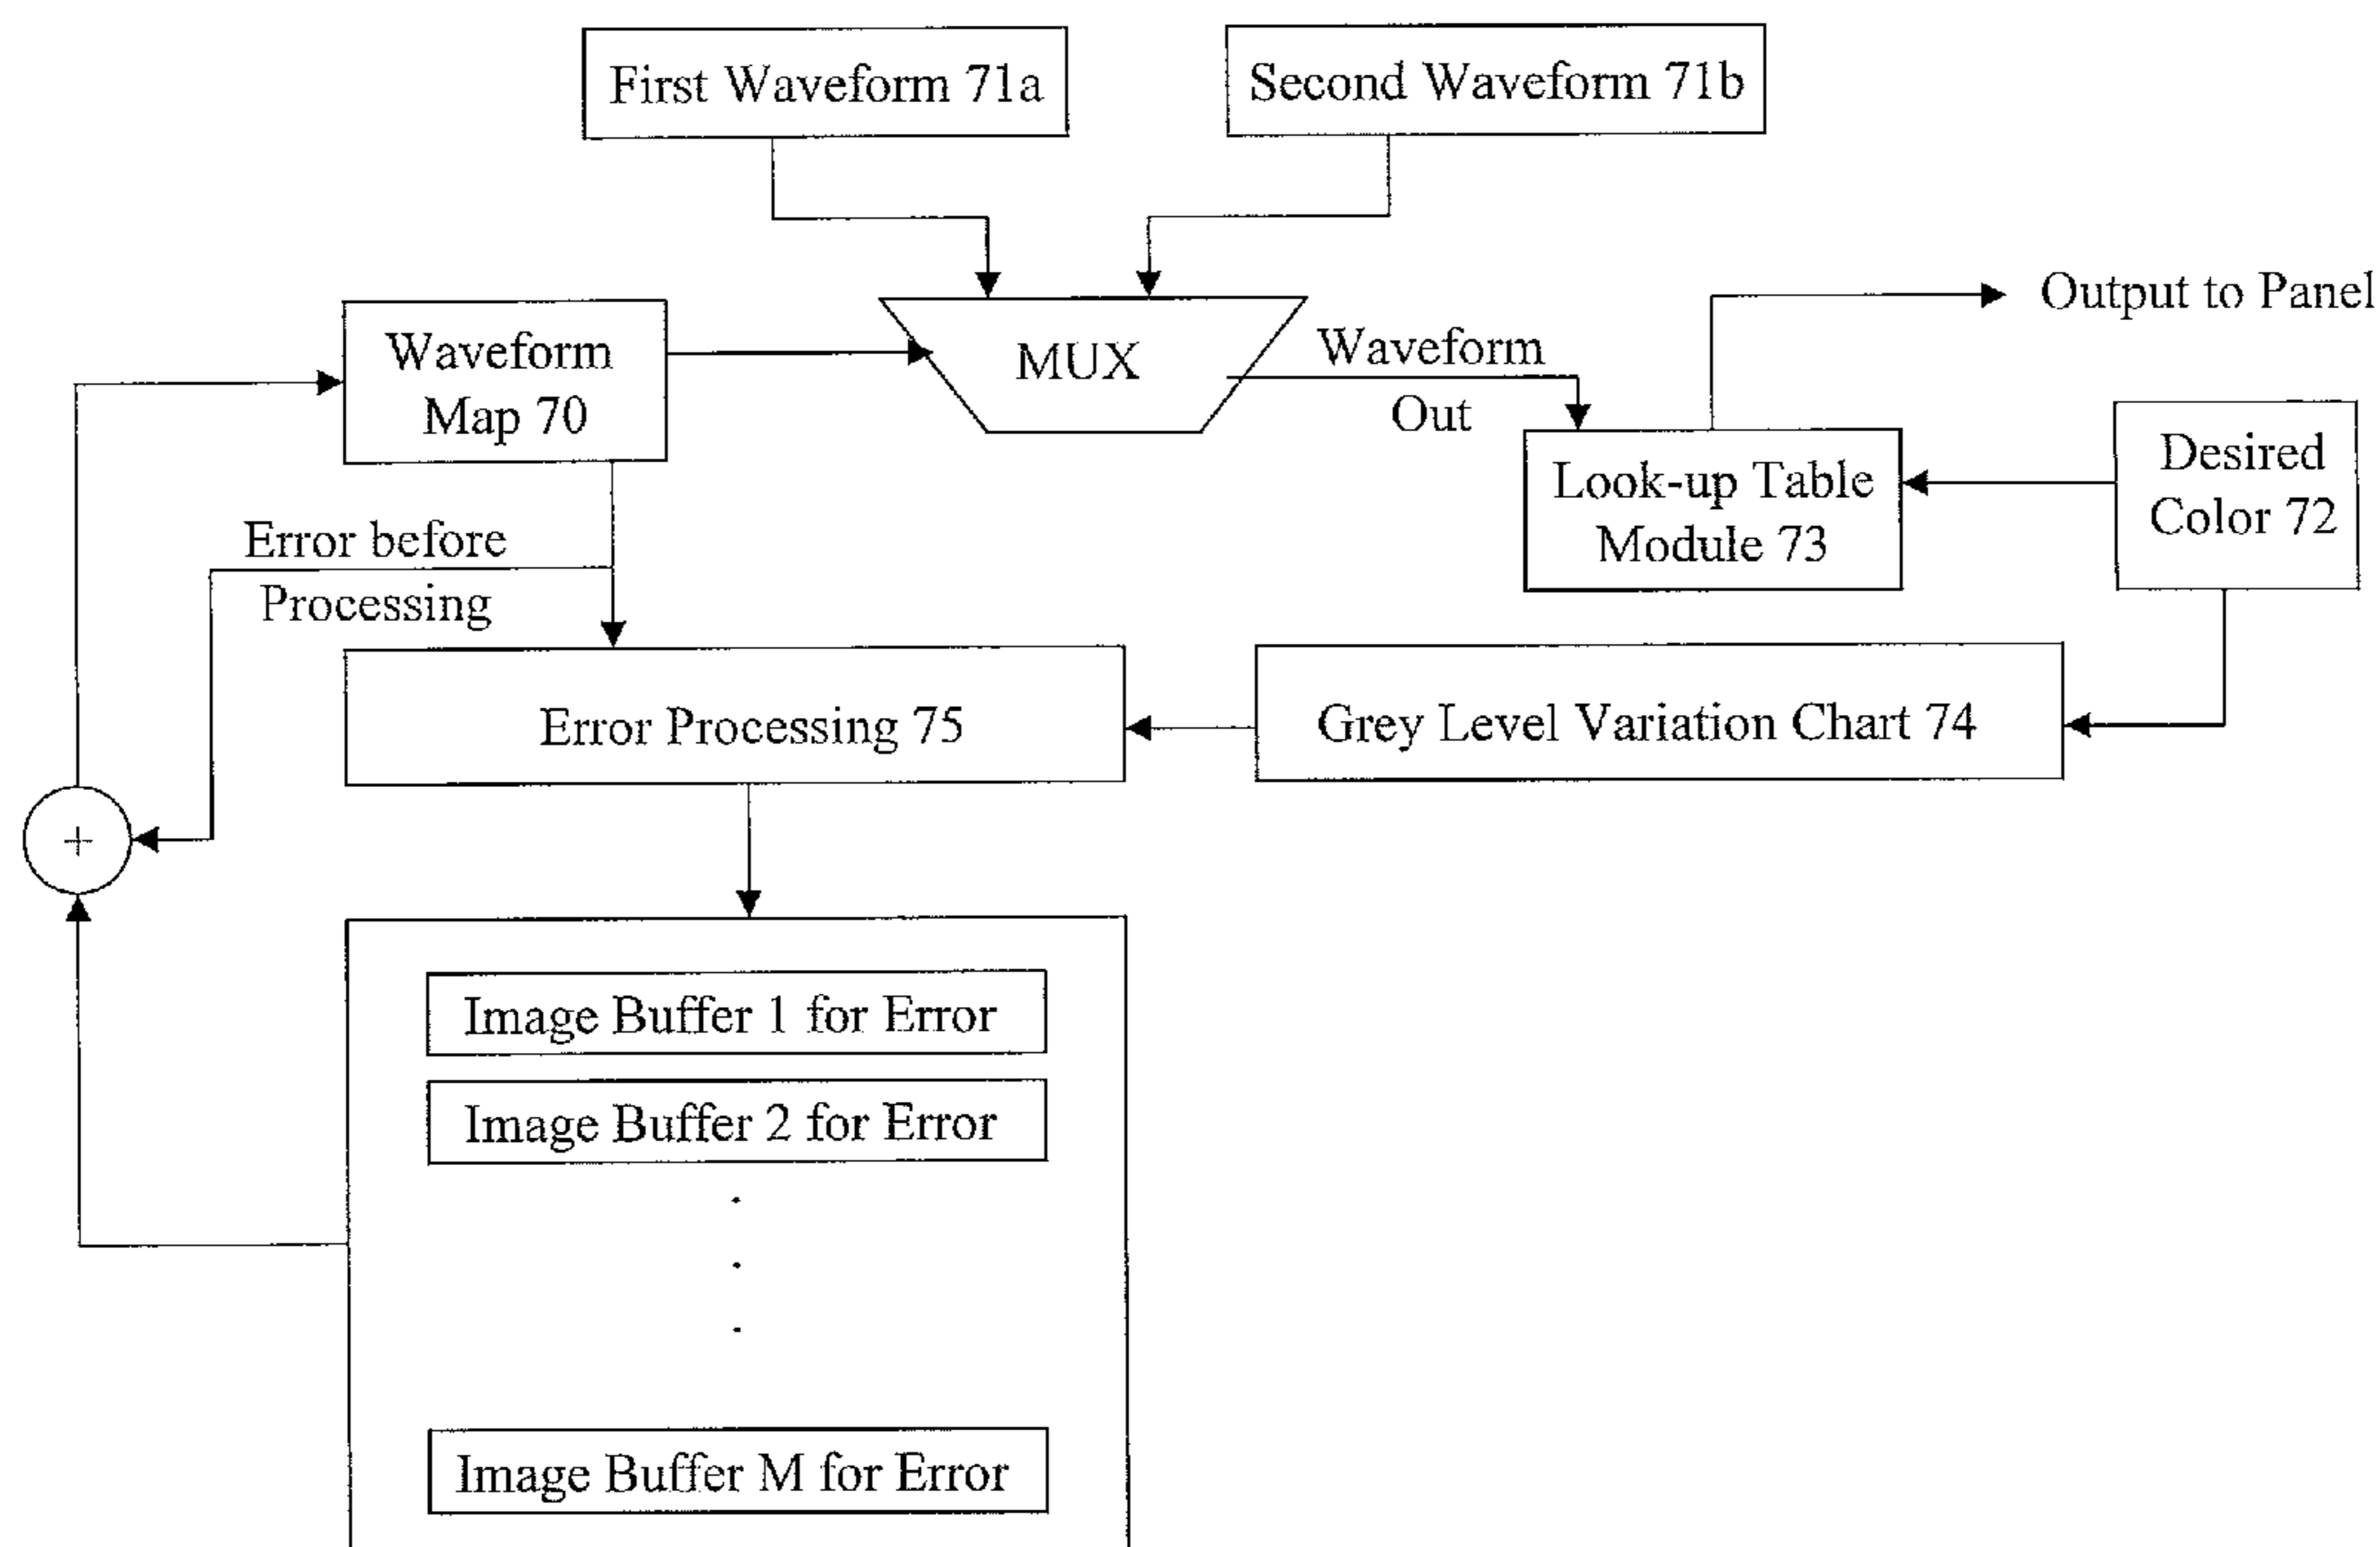 First Waveform 71a
Second Waveform 71b
Output to Panel
Waveform
Map 70
MUX
Waveform
Out
Look-up Table
Module 73
Desired
Color 72
Error before
Processing
Error Processing 75
Grey Level Variation Chart 74
+
Image Buffer 1 for Error
Image Buffer 2 for Error
.
.
.
Image Buffer M for Error